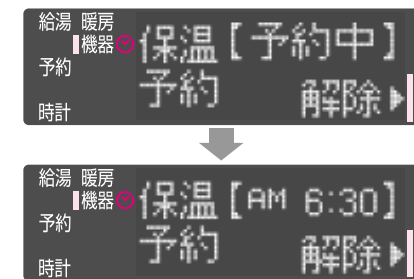 給湯 暖房
機器
予約
時計
保温【予約中】
予約
解除▶
給湯 暖房
機器
予約
時計
保温【AM 6:30】
予約
解除▶